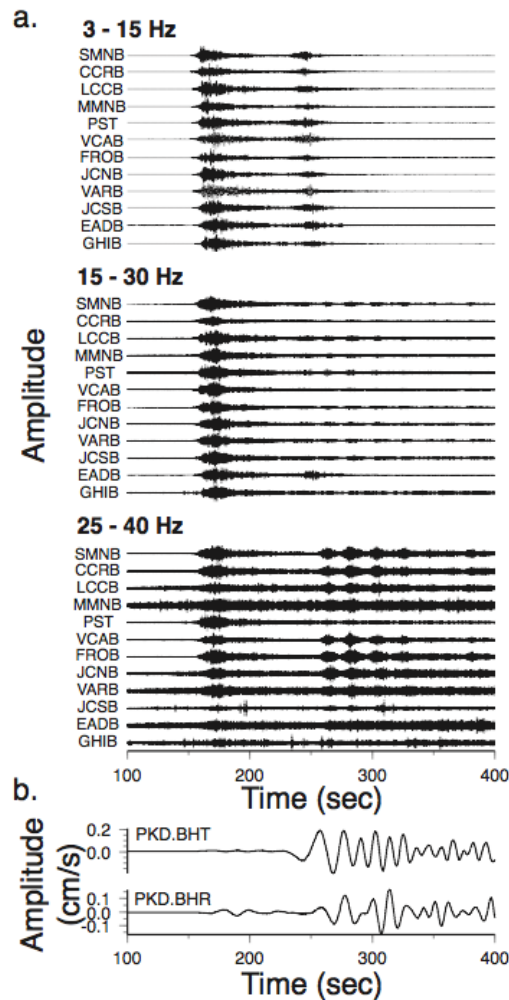 a.
3 - 15 Hz
SMNB
CCRB
LCCB
MMNB
PST
VCAB
FROB
JCNB
VARB
JCSB
EADB
GHIB
15 - 30 Hz
SMNB
CCRB
LCCB
MMNB
PST
VCAB
FROB
JCNB
VARB
JCSB
EADB
GHIB
Amplitude
25 - 40 Hz
SMNB
CCRB
LCCB
MMNB
PST
VCAB
FROB
JCNB
VARB
JCSB
EADB
GHIB
100 200 300 400
Time (sec)
b.
Amplitude
(cm/s)
0.2
0.0
PKD.BHT
0.1
0.0
-0.1
PKD.BHR
100 200 300 400
Time (sec)